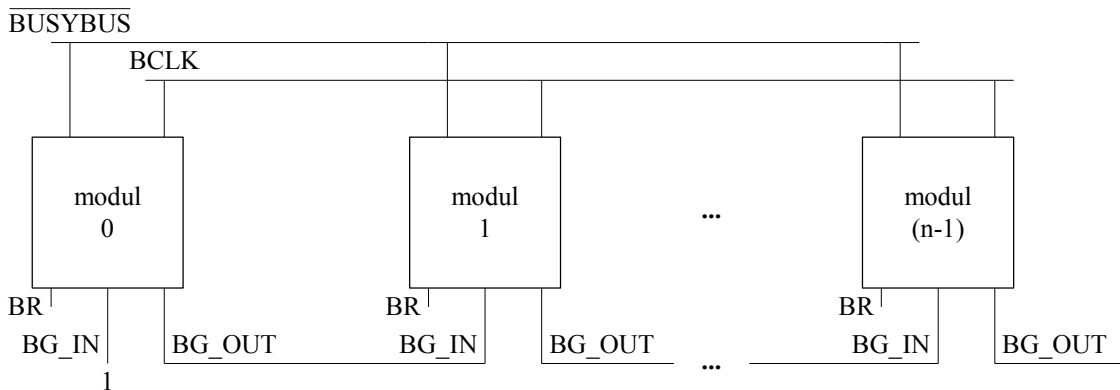 BUSYBUS
BCLK
modul
0
modul
1
...
modul
(n-1)
BR
BR
BR
BG_IN
BG_OUT
BG_IN
BG_OUT
...
BG_IN
BG_OUT
1